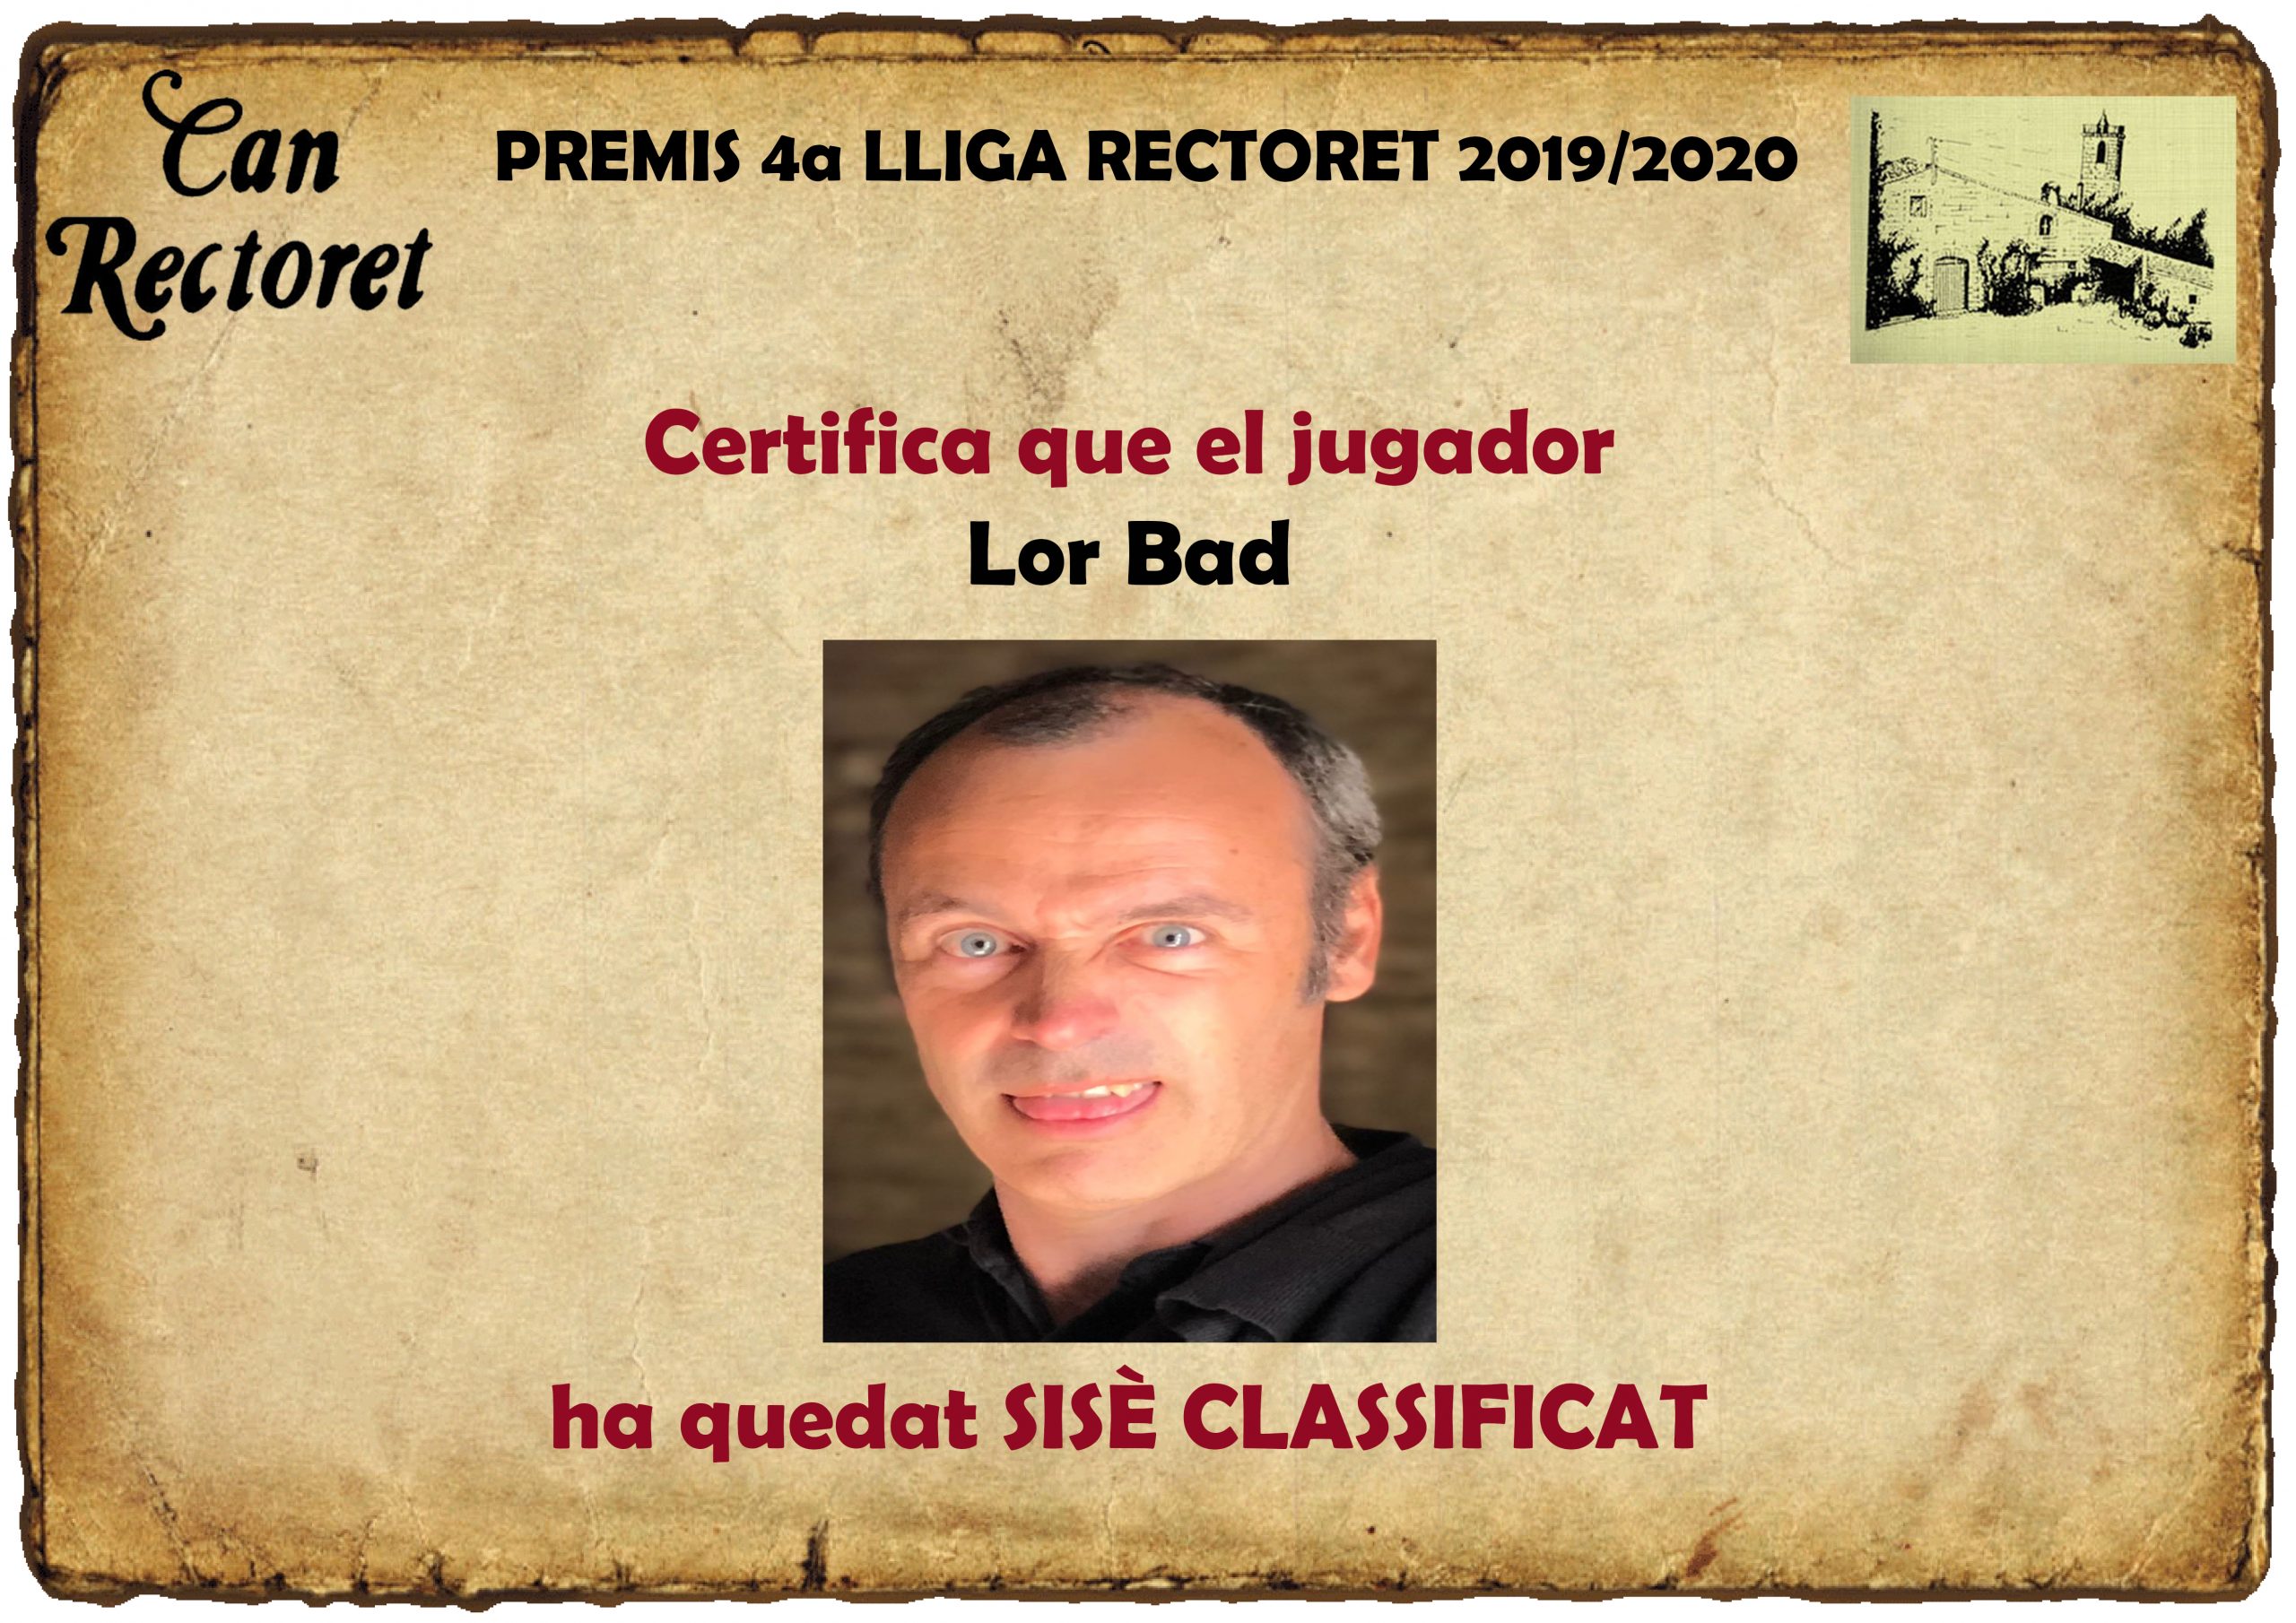 Can
Rectoret
PREMIS 4a LLIGA RECTORET 2019/2020
Certifica que el jugador
Lor Bad
ha quedat SISÈ CLASSIFICAT